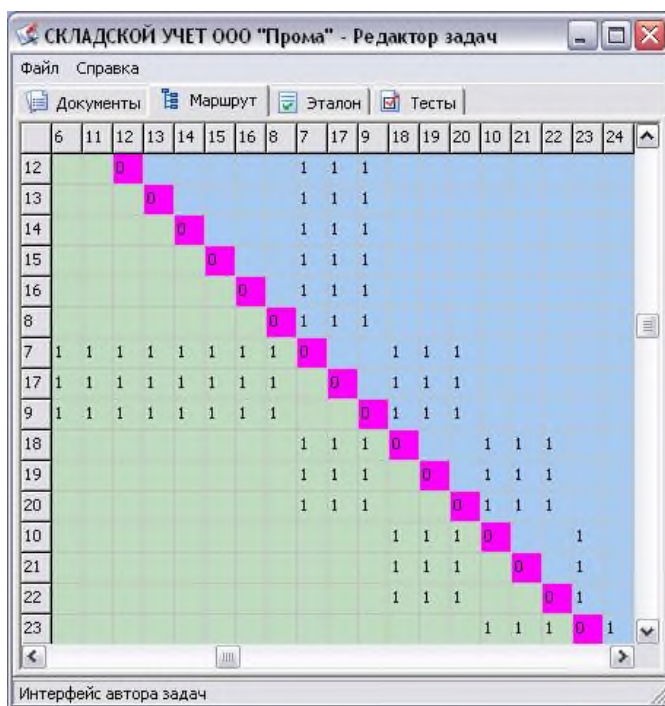 СКЛАДСКОЙ УЧЕТ ООО "Прома" - Редактор задач
Файл Справка
Документы Маршрут Эталон Тесты
6 11 12 13 14 15 16 8 7 17 9 18 19 20 10 21 22 23 24
12 0 1 1 1
13 0 1 1 1
14 0 1 1 1
15 0 1 1 1
16 0 1 1 1
8 0 1 1 1
7 1 1 1 1 1 1 1 1 0 1 1 1
17 1 1 1 1 1 1 1 1 0 1 1 1
9 1 1 1 1 1 1 1 1 0 1 1 1
18 1 1 1 0 1 1 1
19 1 1 1 0 1 1 1
20 1 1 1 0 1 1 1
10 1 1 1 0 1
21 1 1 1 0 1
22 1 1 1 0 1
23 1 1 1 0 1
Интерфейс автора задач